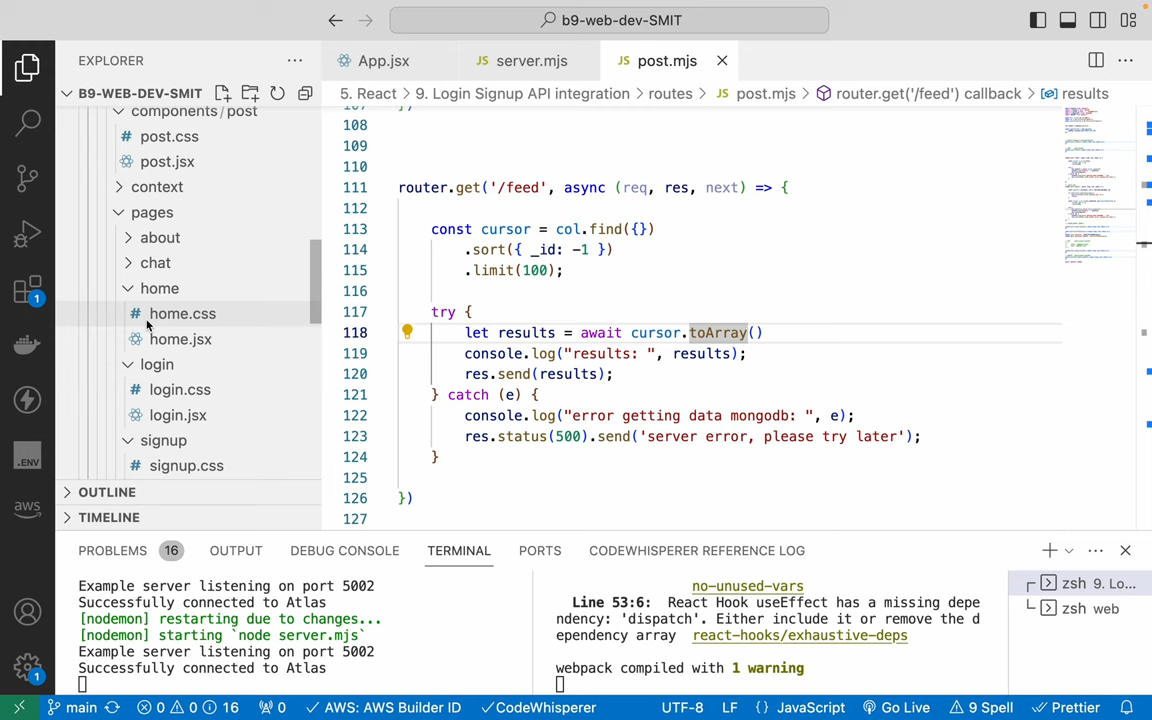 b9-web-dev-SMIT
EXPLORER
App.jsx
JS server.mjs
JS post.mjs
B9-WEB-DEV-SMIT
5. React > 9. Login Signup API integration > routes > JS post.mjs > router.get('/feed') callback > results
components/post
# post.css
post.jsx
context
pages
about
chat
home
# home.css
home.jsx
login
# login.css
login.jsx
signup
# signup.css
OUTLINE
TIMELINE
108
109
110
111 router.get('/feed', async (req, res, next) => {
112
113 const cursor = col.find({})
114 .sort({ _id: -1 })
115 .limit(100);
116
117 try {
118 let results = await cursor.toArray()
119 console.log("results: ", results);
120 res.send(results);
121 } catch (e) {
122 console.log("error getting data mongodb: ", e);
123 res.status(500).send('server error, please try later');
124 }
125
126 })
127
PROBLEMS 16 OUTPUT DEBUG CONSOLE TERMINAL PORTS CODEWHISPERER REFERENCE LOG
Example server listening on port 5002
Successfully connected to Atlas
[nodemon] restarting due to changes...
[nodemon] starting `node server.mjs`
Example server listening on port 5002
Successfully connected to Atlas
no-unused-vars
Line 53:6: React Hook useEffect has a missing depe
ndency: 'dispatch'. Either include it or remove the d
ependency array react-hooks/exhaustive-deps
webpack compiled with 1 warning
zsh 9. Lo...
zsh web
1
.ENV
aws
1
main 0 0 16 0 AWS: AWS Builder ID CodeWhisperer UTF-8 LF {} JavaScript Go Live 9 Spell Prettier